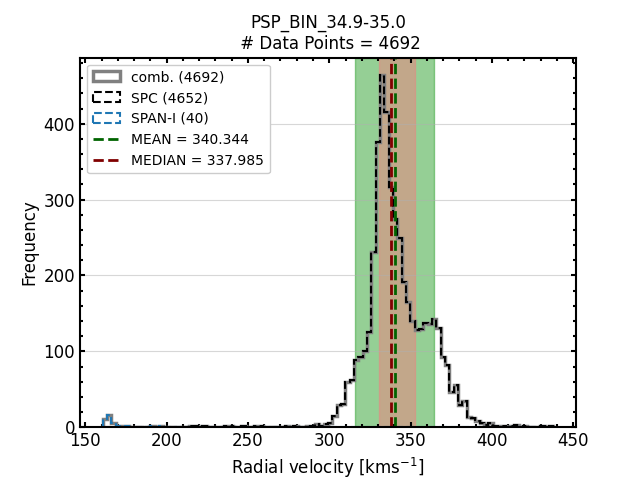 PSP_BIN_34.9-35.0
# Data Points = 4692
comb. (4692)
SPC (4652)
SPAN-I (40)
MEAN = 340.344
MEDIAN = 337.985
Frequency
400
300
200
100
0
150 200 250 300 350 400 450
Radial velocity [kms⁻¹]